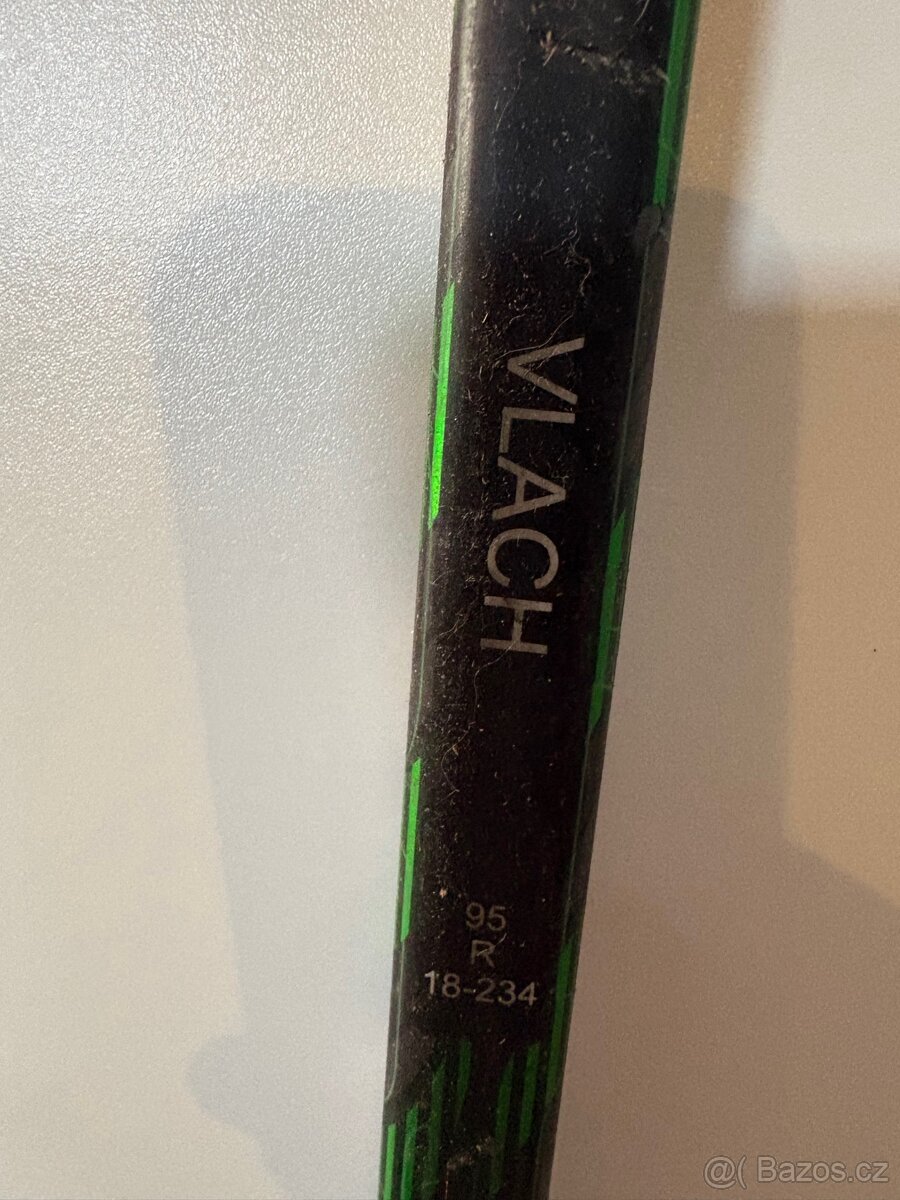 VLACH
95
R
18-234
@( Bazos.cz